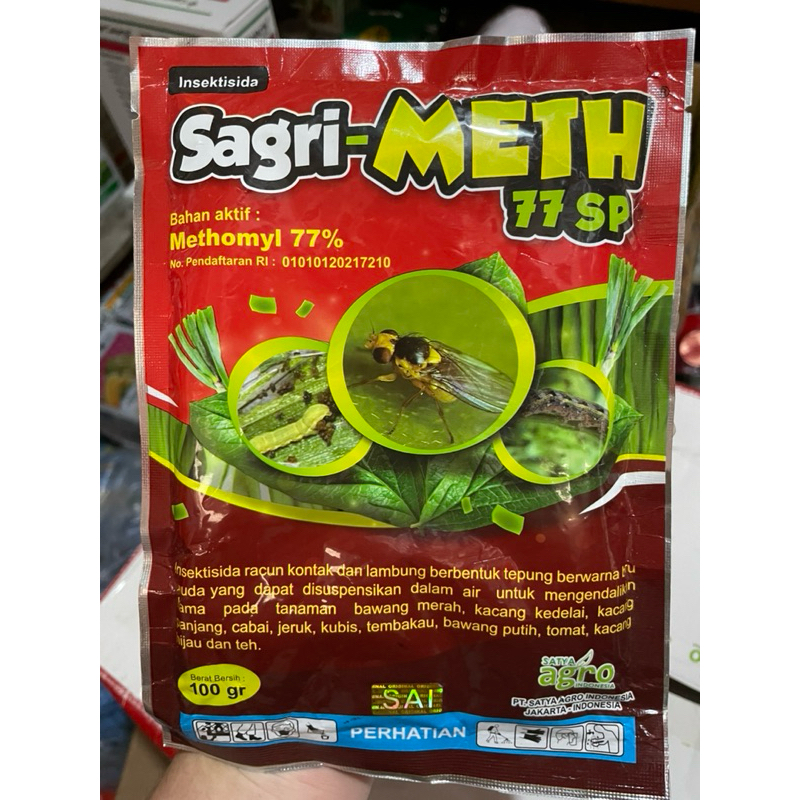 Insektisida
Sagri-METH
77 SP
Bahan aktif :
Methomyl 77%
No. Pendaftaran RI : 01010120217210
Insektisida racun kontak dan lambung berbentuk tepung berwarna biru
muda yang dapat disuspensikan dalam air untuk mengendalikan
hama pada tanaman bawang merah, kacang kedelai, kacang
panjang, cabai, jeruk, kubis, tembakau, bawang putih, tomat, kacang
hijau dan teh.
Berat Bersih :
100 gr
SAI
SATYA
agro
INDONESIA
PT. SATYA AGRO INDONESIA
JAKARTA - INDONESIA
PERHATIAN